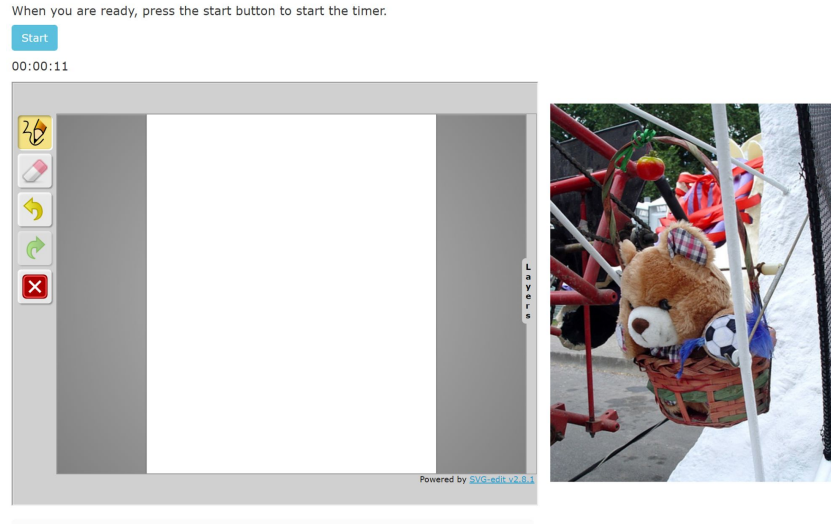 When you are ready, press the start button to start the timer.
Start
00:00:11
2
Layers
Powered by SVG-edit v2.8.1